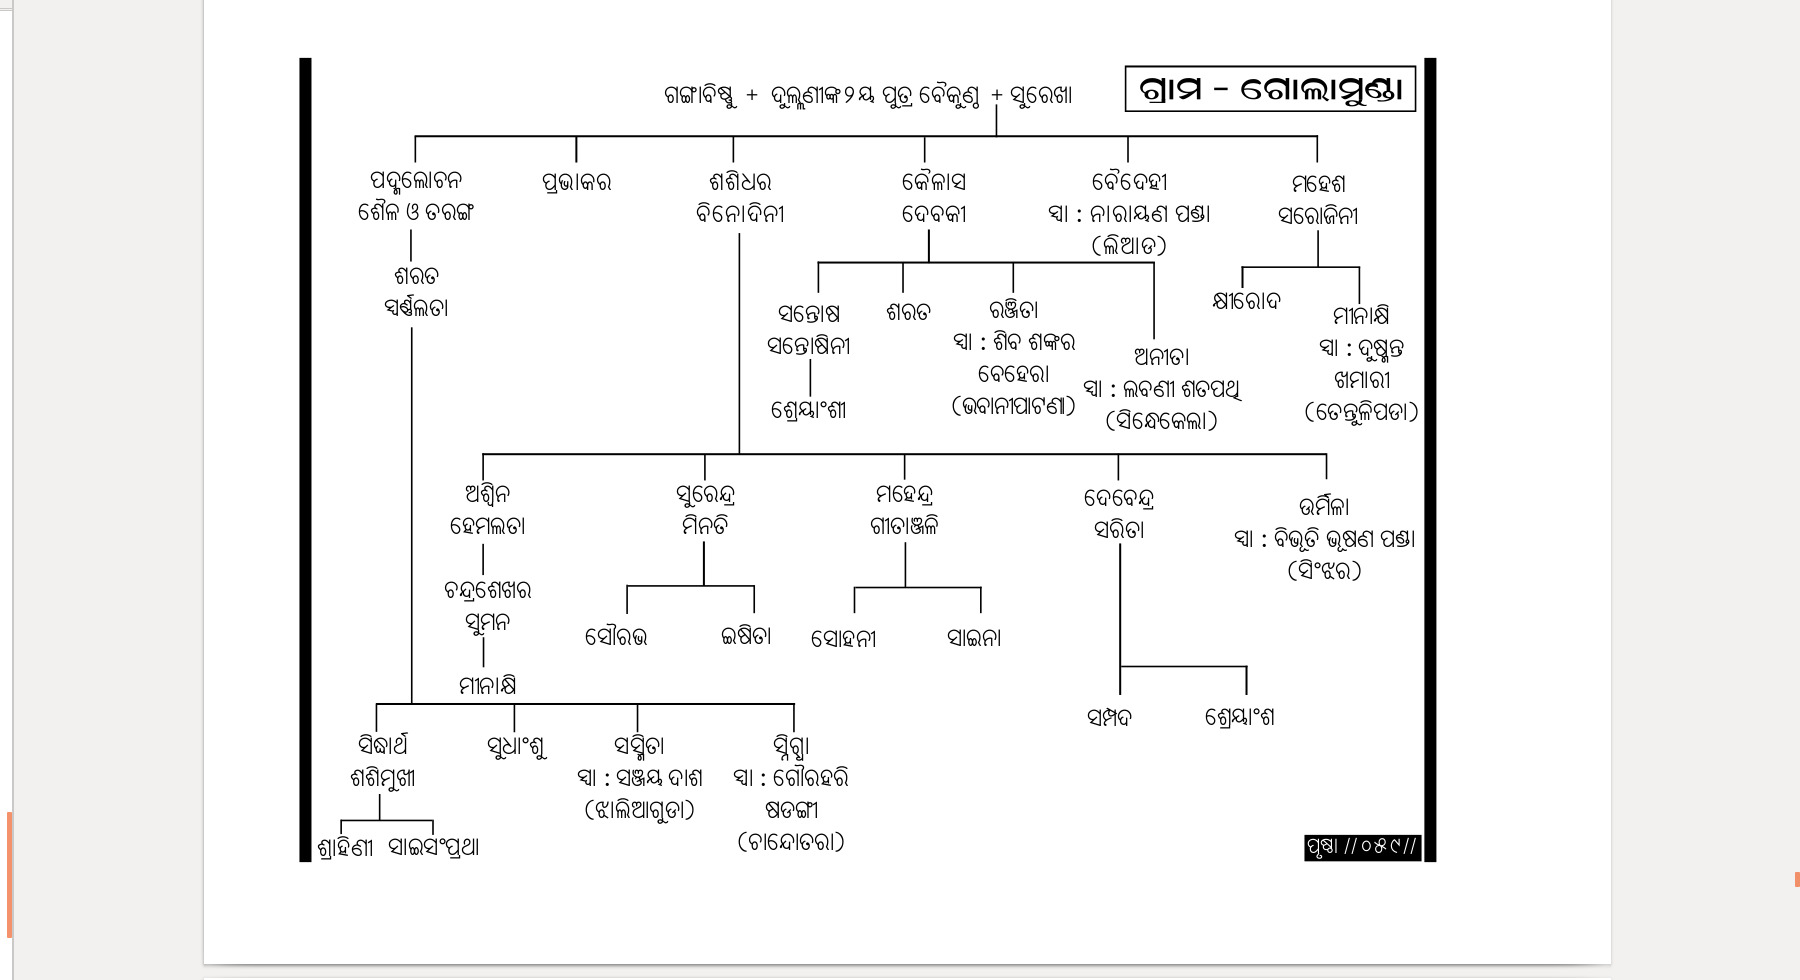 ଗଙ୍ଗାବିଷ୍ଣୁ + ଦୁଲ୍ଲଣୀଙ୍କ ୨ୟ ପୁତ୍ର ବୈକୁଣ୍ଠ + ସୁରେଖା
ଗ୍ରାମ - ଗୋଲାମୁଣ୍ଡା
ପଦ୍ମଲୋଚନ
ଶୈଳ ଓ ତରଙ୍ଗ
ପ୍ରଭାକର
ଶଶିଧର
ବିନୋଦିନୀ
କୈଳାସ
ଦେବକୀ
ବୈଦେହୀ
ସ୍ୱା : ନାରାୟଣ ପଣ୍ଡା
(ଲିଆଡ)
ମହେଶ
ସରୋଜିନୀ
ଶରତ
ସ୍ୱର୍ଣ୍ଣଲତା
ସନ୍ତୋଷ
ସନ୍ତୋଷିନୀ
ଶ୍ରେୟାଂଶୀ
ଶରତ
ରଞ୍ଜିତା
ସ୍ୱା : ଶିବ ଶଙ୍କର
ବେହେରା
(ଭବାନୀପାଟଣା)
ଅନୀତା
ସ୍ୱା : ଲବଣୀ ଶତପଥି
(ସିନ୍ଧେକେଲା)
କ୍ଷୀରୋଦ
ମୀନାକ୍ଷି
ସ୍ୱା : ଦୁଷ୍ମନ୍ତ
ଖମାରୀ
(ତେନ୍ତୁଳିପଡା)
ଅଶ୍ୱିନ
ହେମଲତା
ଚନ୍ଦ୍ରଶେଖର
ସୁମନ
ମୀନାକ୍ଷି
ସୁରେନ୍ଦ୍ର
ମିନତି
ସୌରଭ
ଇଷିତା
ମହେନ୍ଦ୍ର
ଗୀତାଞ୍ଜଳି
ସୋହନୀ
ସାଇନା
ଦେବେନ୍ଦ୍ର
ସରିତା
ସମ୍ପଦ
ଶ୍ରେୟାଂଶ
ଉର୍ମିଳା
ସ୍ୱା : ବିଭୂତି ଭୂଷଣ ପଣ୍ଡା
(ସିଂଝର)
ସିଦ୍ଧାର୍ଥ
ଶଶିମୁଖୀ
ସୁଧାଂଶୁ
ସସ୍ମିତା
ସ୍ୱା : ସଞ୍ଜୟ ଦାଶ
(ଝାଲିଆଗୁଡା)
ସ୍ନିଗ୍ଧା
ସ୍ୱା : ଗୌରହରି
ଷଡଙ୍ଗୀ
(ଚାନ୍ଦୋତରା)
ଶ୍ରାହିଣୀ ସାଇସଂପ୍ରଥା
ପୃଷ୍ଠା //୦୫୯//